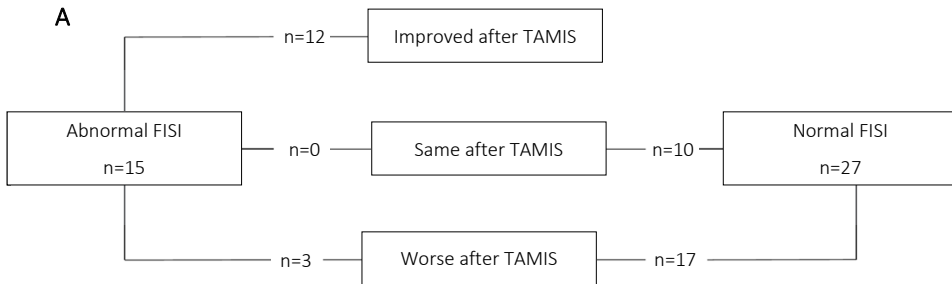 A
n=12
Improved after TAMIS
Abnormal FISI
n=15
n=0
Same after TAMIS
n=10
Normal FISI
n=27
n=3
Worse after TAMIS
n=17